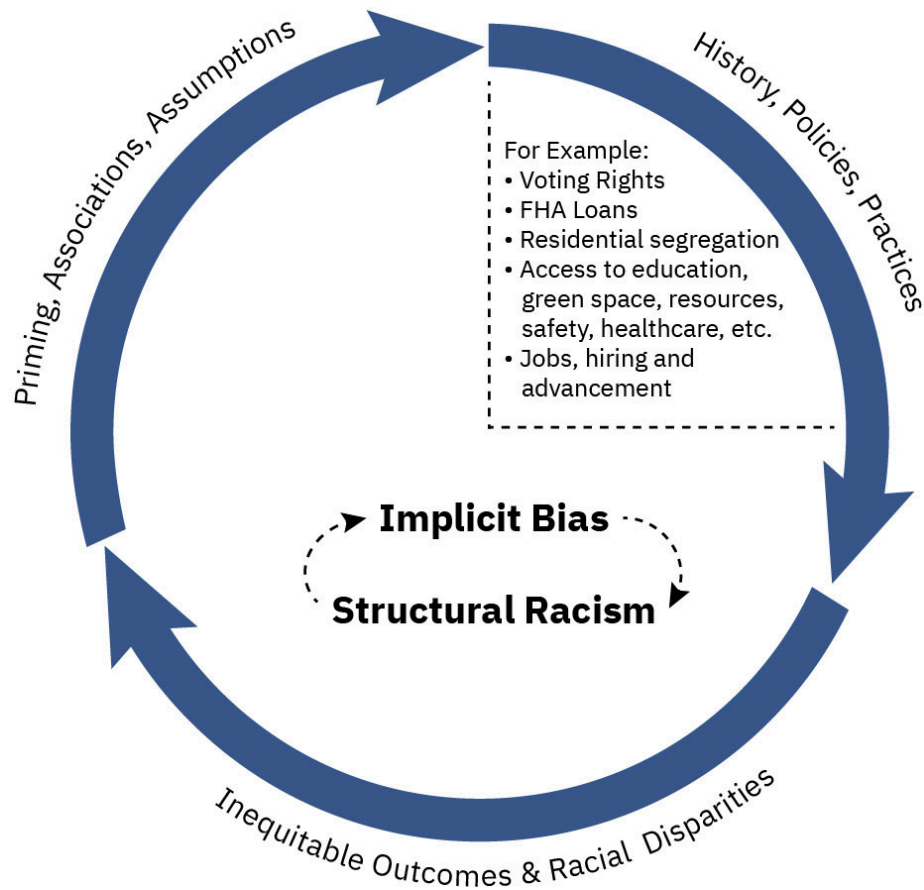 Priming, Associations, Assumptions
History, Policies, Practices
For Example:
• Voting Rights
• FHA Loans
• Residential segregation
• Access to education,
green space, resources,
safety, healthcare, etc.
• Jobs, hiring and
advancement
Implicit Bias
Structural Racism
Inequitable Outcomes & Racial Disparities